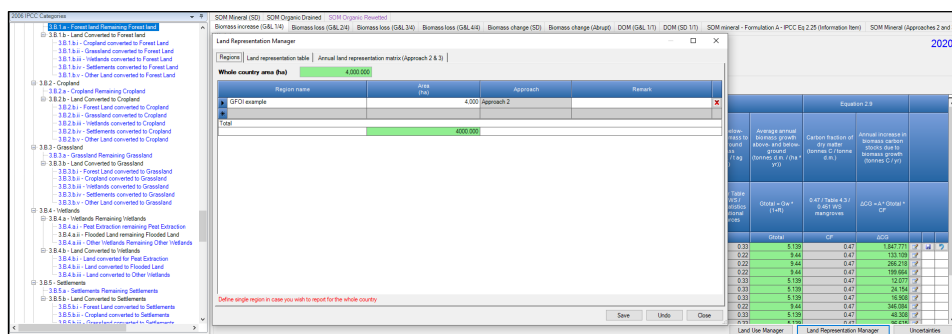 2006 IPCC Categories
3.B.1.a - Forest land Remaining Forest land
3.B.1.b - Land Converted to Forest land
3.B.1.b.i - Cropland converted to Forest Land
3.B.1.b.ii - Grassland converted to Forest Land
3.B.1.b.iii - Wetlands converted to Forest Land
3.B.1.b.iv - Settlements converted to Forest Land
3.B.1.b.v - Other Land converted to Forest Land
3.B.2 - Cropland
3.B.2.a - Cropland Remaining Cropland
3.B.2.b - Land Converted to Cropland
3.B.2.b.i - Forest Land converted to Cropland
3.B.2.b.ii - Grassland converted to Cropland
3.B.2.b.iii - Wetlands converted to Cropland
3.B.2.b.iv - Settlements converted to Cropland
3.B.2.b.v - Other Land converted to Cropland
3.B.3 - Grassland
3.B.3.a - Grassland Remaining Grassland
3.B.3.b - Land Converted to Grassland
3.B.3.b.i - Forest Land converted to Grassland
3.B.3.b.ii - Cropland converted to Grassland
3.B.3.b.iii - Wetlands converted to Grassland
3.B.3.b.iv - Settlements converted to Grassland
3.B.3.b.v - Other Land converted to Grassland
3.B.4 - Wetlands
3.B.4.a - Wetlands Remaining Wetlands
3.B.4.a.i - Peat Extraction remaining Peat Extraction
3.B.4.a.ii - Flooded Land remaining Flooded Land
3.B.4.a.iii - Other Wetlands Remaining Other Wetlands
3.B.4.b - Land Converted to Wetlands
3.B.4.b.i - Land converted for Peat Extraction
3.B.4.b.ii - Land converted to Flooded Land
3.B.4.b.iii - Land converted to Other Wetlands
3.B.5 - Settlements
3.B.5.a - Settlements Remaining Settlements
3.B.5.b - Land Converted to Settlements
3.B.5.b.i - Forest Land converted to Settlements
3.B.5.b.ii - Cropland converted to Settlements
3.B.5.b.iii - Grassland converted to Settlements
SOM Mineral (SD) SOM Organic Drained SOM Organic Rewetted
Biomass increase (G&L 1/4) Biomass loss (G&L 2/4) Biomass loss (G&L 3/4) Biomass loss (G&L 4/4) Biomass change (SD) Biomass change (Abrupt) DOM (G&L 1/1) DOM (SD 1/1) SOM mineral - Formulation A - IPCC Eq 2.25 (Information Item) SOM Mineral (Approaches 2 and
2020
Land Representation Manager
Regions Land representation table Annual land representation matrix (Approach 2 & 3)
Whole country area (ha) 4,000.000
Region name Area (ha) Approach Remark
GFOI example 4.000 Approach 2 X
Total
4000.000
Define single region in case you wish to report for the whole country
Save Undo Close
Equation 2.9
Average annual biomass growth above- and below-ground (tonnes d.m. / (ha * yr))
Carbon fraction of dry matter (tonnes C / tonne d.m.)
Annual increase in biomass carbon stocks due to biomass growth (tonnes C / yr)
Gtotal = Gw * (1+R)
0.47 / Table 4.3 / 0.451 WS mangroves
ΔCG = A * Gtotal * CF
Gtotal CF ΔCG
0.33 5.139 0.47 1,847.771
0.22 9.44 0.47 133.109
0.22 9.44 0.47 266.218
0.22 9.44 0.47 199.664
0.33 5.139 0.47 12.077
0.33 5.139 0.47 24.154
0.33 5.139 0.47 16.908
0.22 9.44 0.47 346.084
0.33 5.139 0.47 48.308
Land Use Manager Land Representation Manager Uncertainties